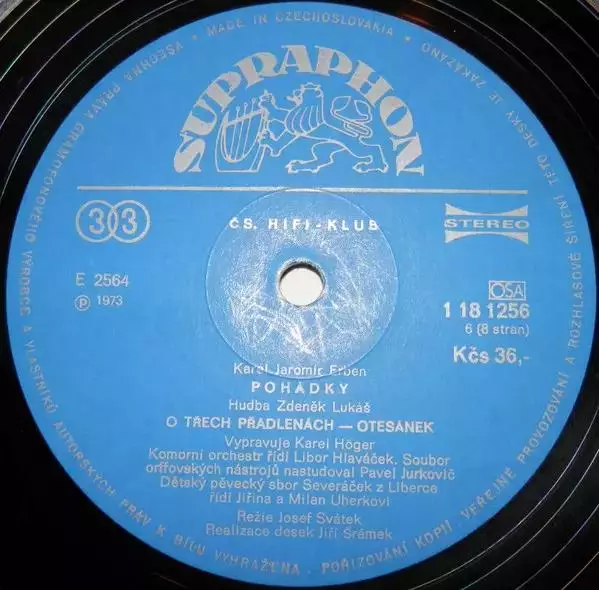 MADE IN CZECHOSLOVAKIA
VŠECHNA PRÁVA GRAMOFONOVÉHO VÝROBCE A VLASTNÍKŮ AUTORSKÝCH PRÁV K DÍLU VYHRAŽENA · POŘIZOVÁNÍ KOPIÍ, VEŘEJNÉ PROVOZOVÁNÍ A ROZHLASOVÉ ŠÍŘENÍ TÉTO DESKY JE ZAKÁZÁNO
SUPRAPHON
33
ČS. HIFI - KLUB
STEREO
E 2564
Ⓟ 1973
OSA
1 18 1256
6 (8 stran)
Kčs 36,-
Karel Jaromír Erben
POHÁDKY
Hudba Zdeněk Lukáš
O TŘECH PŘADLENÁCH — OTESÁNEK
Vypravuje Karel Höger
Komorní orchestr řídí Libor Hlaváček. Soubor
orffovských nástrojů nastudoval Pavel Jurkovič
Dětský pěvecký sbor Severáček z Liberce
řídí Jiřina a Milan Uherkovi
Režie Josef Svátek
Realizace desek Jiří Šrámek